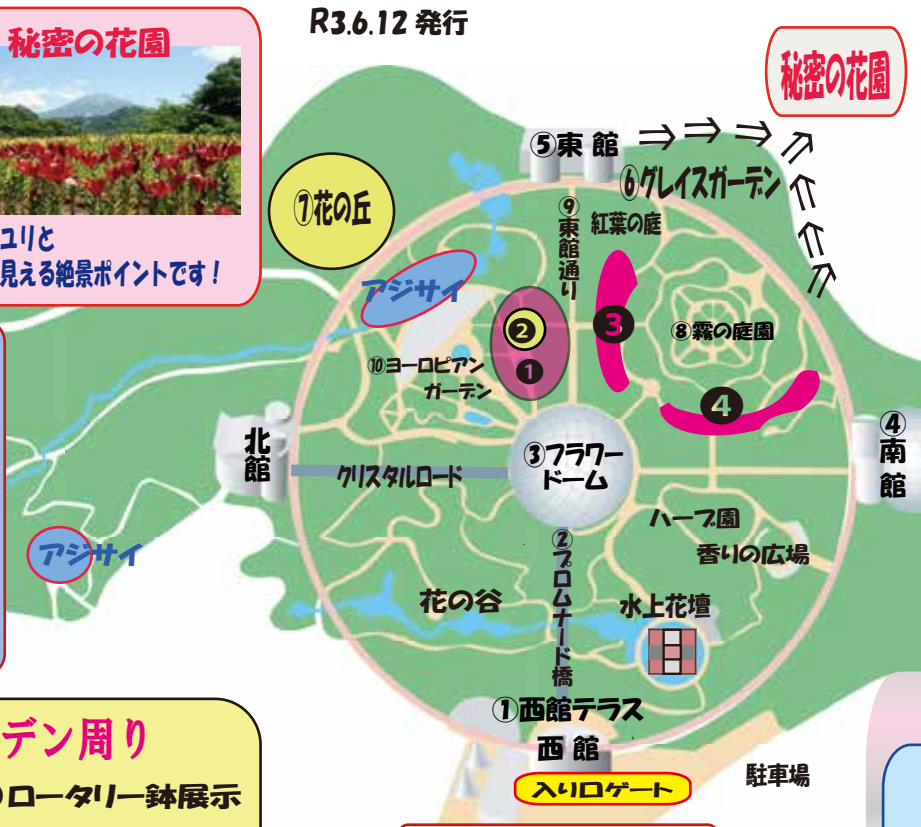 R3.6.12 発行
秘密の花園
ユリと
見える絶景ポイントです！
秘密の花園
⑤東 館
⇒ ⇒ ⇒
⑥グレイスガーデン
⑦花の丘
⑨東館通り
紅葉の庭
アジサイ
❷
❶
❸
⑧霧の庭園
⑩ヨーロピアン
ガーデン
❹
北館
クリスタルロード
③フラワー
ドーム
④南館
ハーブ園
香りの広場
アジサイ
②プロムナード橋
花の谷
水上花壇
①西館テラス
西 館
駐車場
入り口ゲート
デン周り
ロータリー鉢展示